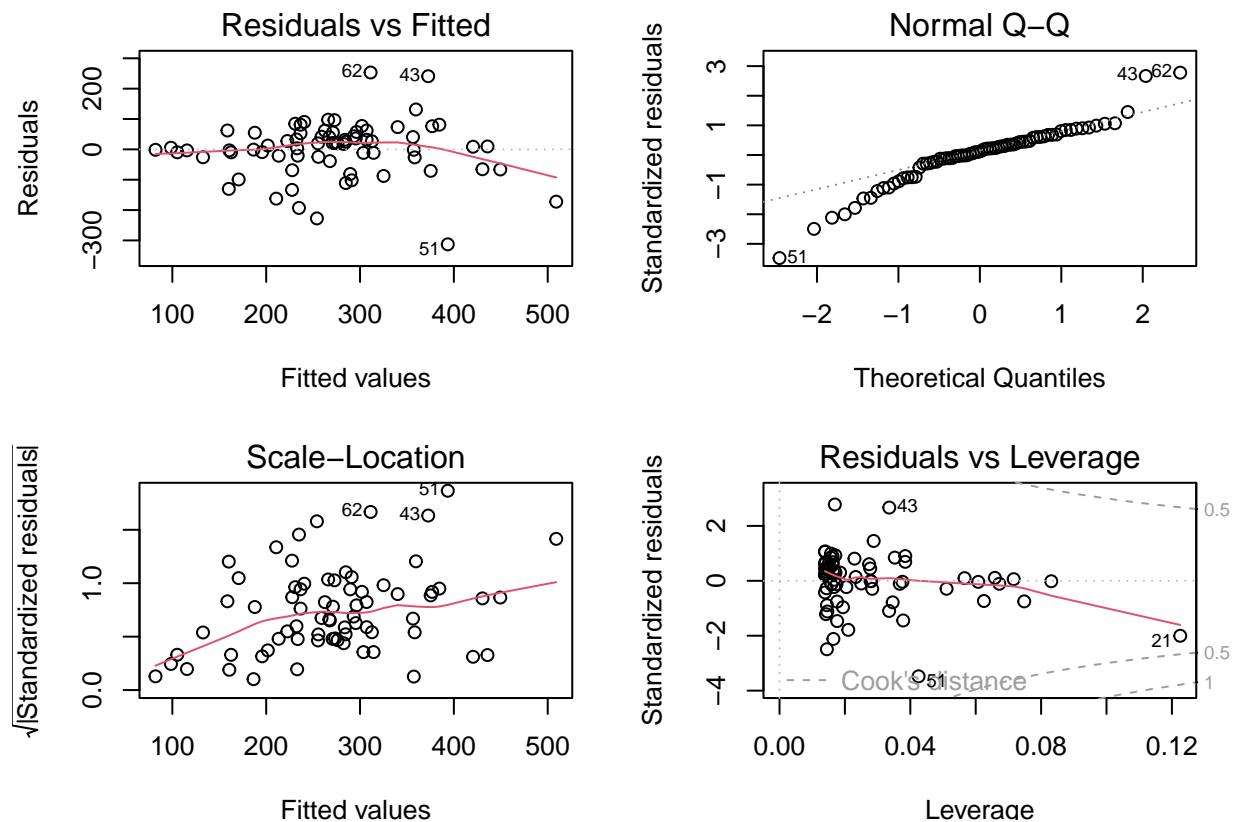 Residuals vs Fitted
Residuals
200
0
−300
62
43
51
100 200 300 400 500
Fitted values
Normal Q−Q
Standardized residuals
3
1
−1
−3
43 62
51
−2 −1 0 1 2
Theoretical Quantiles
Scale−Location
√|Standardized residuals|
1.0
0.0
51
62
43
100 200 300 400 500
Fitted values
Residuals vs Leverage
Standardized residuals
2
0
−2
−4
43
21
51
Cook's distance
0.5
0.5
1
0.00 0.04 0.08 0.12
Leverage